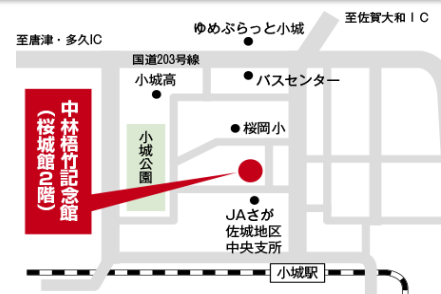 至佐賀大和ＩＣ
ゆめぷらっと小城
至唐津・多久IC
国道203号線
小城高
バスセンター
中林梧竹記念館
（桜城館2階）
小城公園
桜岡小
JAさが
佐城地区
中央支所
小城駅